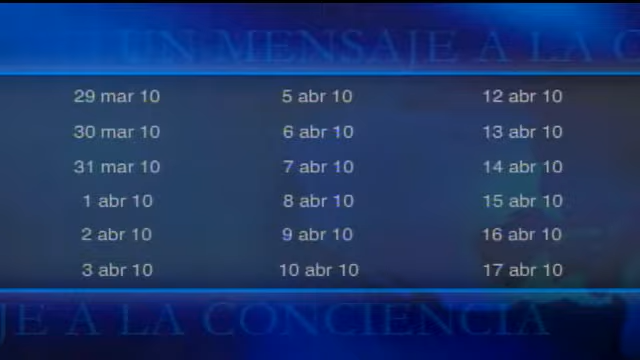 UN MENSAJE A LA C
29 mar 10 5 abr 10 12 abr 10
30 mar 10 6 abr 10 13 abr 10
31 mar 10 7 abr 10 14 abr 10
1 abr 10 8 abr 10 15 abr 10
2 abr 10 9 abr 10 16 abr 10
3 abr 10 10 abr 10 17 abr 10
JE A LA CONCIENCIA